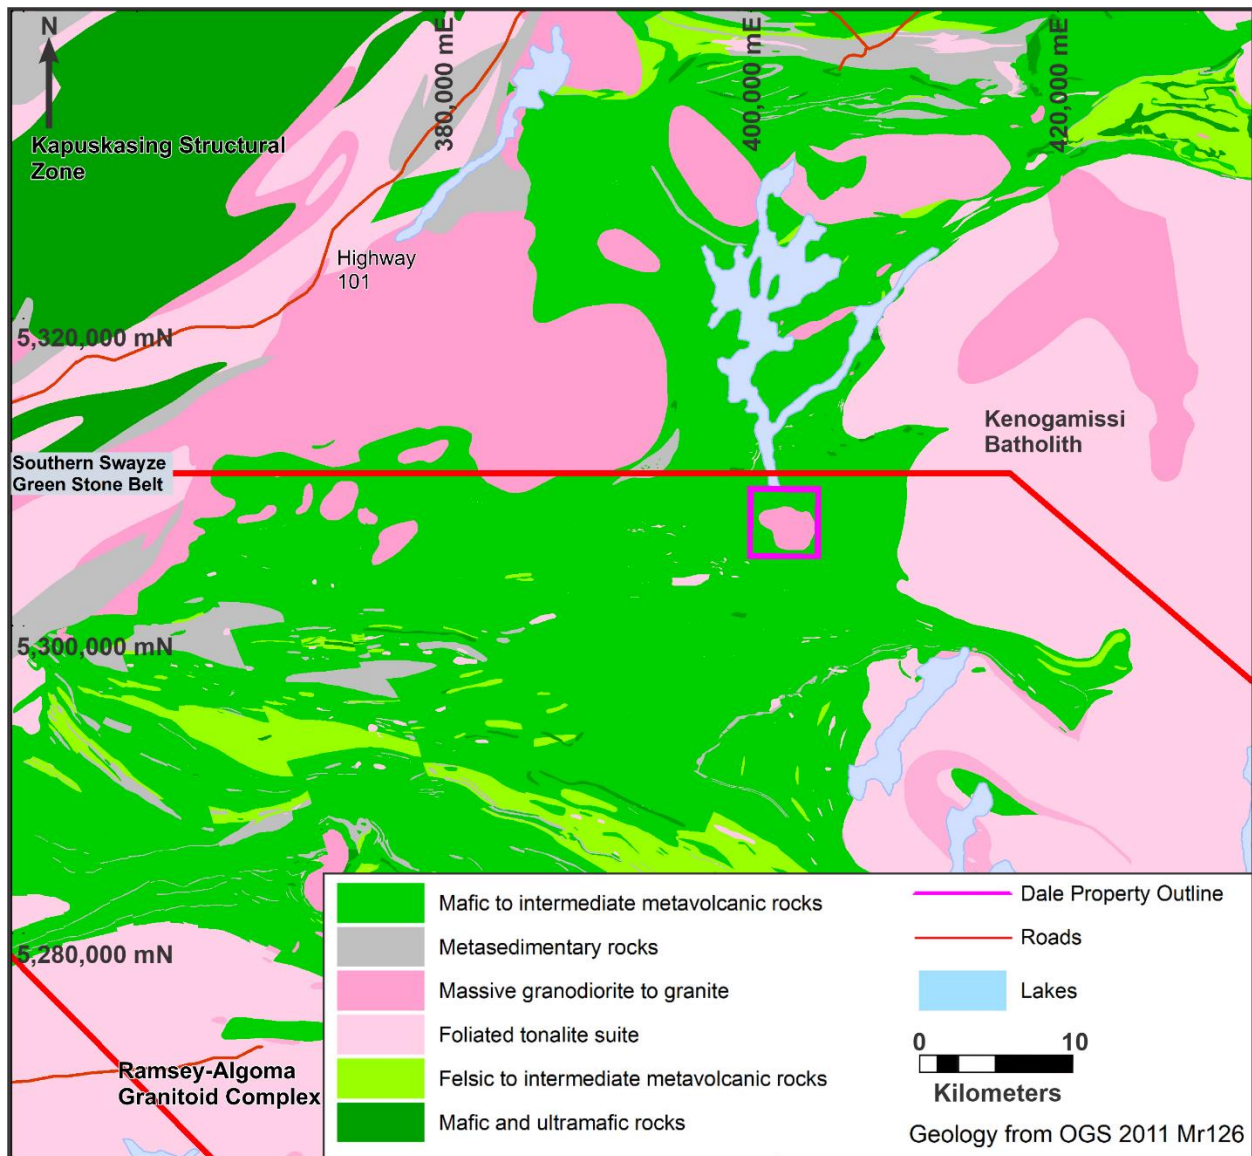 N
380,000 mE
400,000 mE
420,000 mE
Kapuskasing Structural
Zone
Highway
101
5,320,000 mN
Kenogamissi
Batholith
Southern Swayze
Green Stone Belt
5,300,000 mN
5,280,000 mN
Ramsey-Algoma
Granitoid Complex
Mafic to intermediate metavolcanic rocks
Metasedimentary rocks
Massive granodiorite to granite
Foliated tonalite suite
Felsic to intermediate metavolcanic rocks
Mafic and ultramafic rocks
Dale Property Outline
Roads
Lakes
0 10
Kilometers
Geology from OGS 2011 Mr126